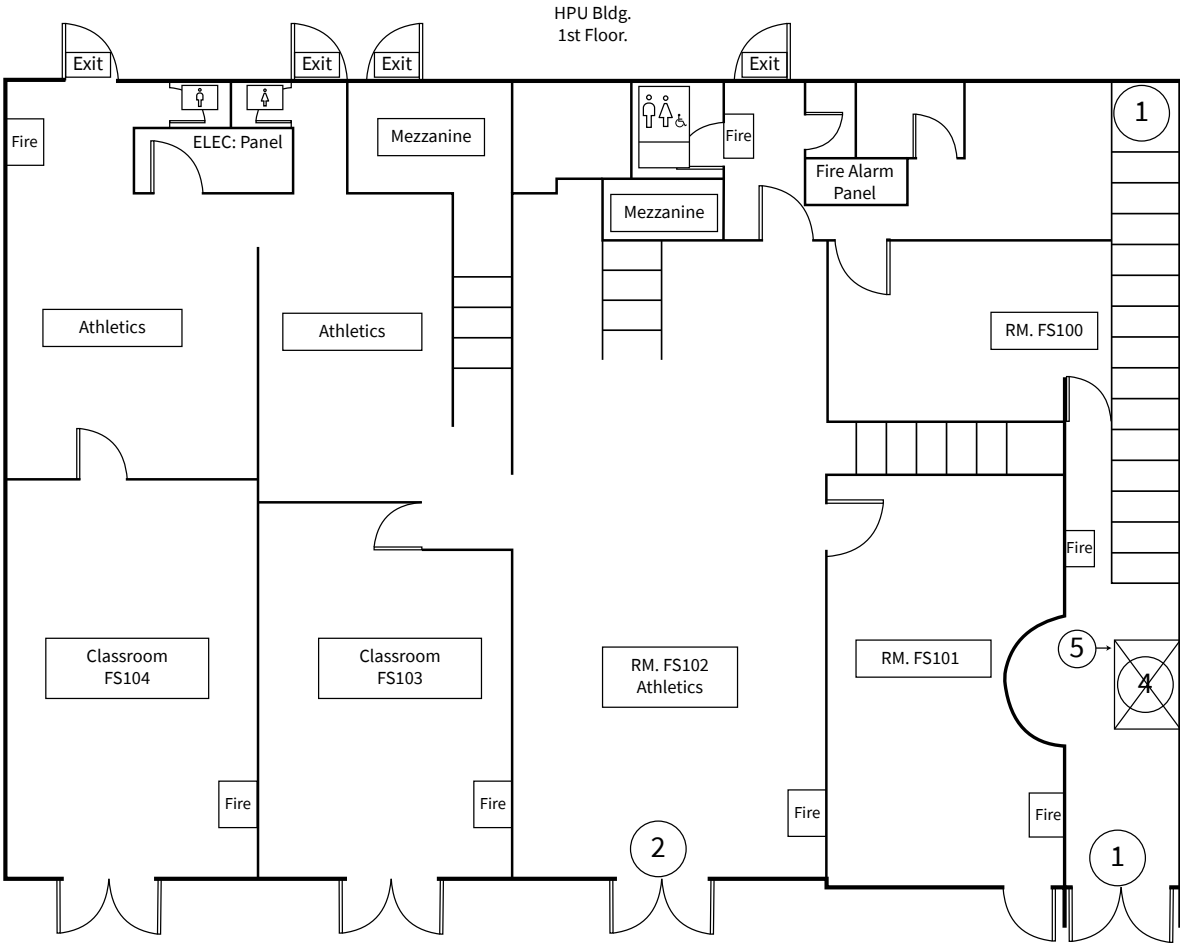 HPU Bldg.
1st Floor.
Exit
Exit
Exit
Exit
Fire
ELEC: Panel
Mezzanine
Fire
1
Fire Alarm
Panel
Mezzanine
Athletics
Athletics
RM. FS100
Fire
5
4
Classroom
FS104
Classroom
FS103
RM. FS102
Athletics
RM. FS101
Fire
Fire
Fire
Fire
2
1